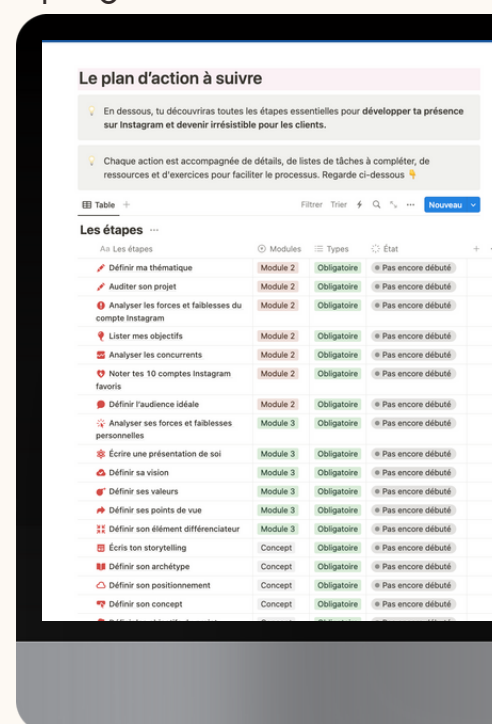 Le plan d'action à suivre
En dessous, tu découvriras toutes les étapes essentielles pour développer ta présence
sur Instagram et devenir irrésistible pour les clients.
Chaque action est accompagnée de détails, de listes de tâches à compléter, de
ressources et d'exercices pour faciliter le processus. Regarde ci-dessous 👇
Table +
Filtrer Trier ... Nouveau
Les étapes ...
Aa Les étapes Modules Types État +
Définir ma thématique Module 2 Obligatoire Pas encore débuté
Auditer son projet Module 2 Obligatoire Pas encore débuté
Analyser les forces et faiblesses du Module 2 Obligatoire Pas encore débuté
compte Instagram
Lister mes objectifs Module 2 Obligatoire Pas encore débuté
Analyser les concurrents Module 2 Obligatoire Pas encore débuté
Noter tes 10 comptes Instagram Module 2 Obligatoire Pas encore débuté
favoris
Définir l'audience idéale Module 2 Obligatoire Pas encore débuté
Analyser ses forces et faiblesses Module 3 Obligatoire Pas encore débuté
personnelles
Écrire une présentation de soi Module 3 Obligatoire Pas encore débuté
Définir sa vision Module 3 Obligatoire Pas encore débuté
Définir ses valeurs Module 3 Obligatoire Pas encore débuté
Définir ses points de vue Module 3 Obligatoire Pas encore débuté
Définir son élément différenciateur Module 3 Obligatoire Pas encore débuté
Écris ton storytelling Concept Obligatoire Pas encore débuté
Définir son archétype Concept Obligatoire Pas encore débuté
Définir son positionnement Concept Obligatoire Pas encore débuté
Définir son concept Concept Obligatoire Pas encore débuté